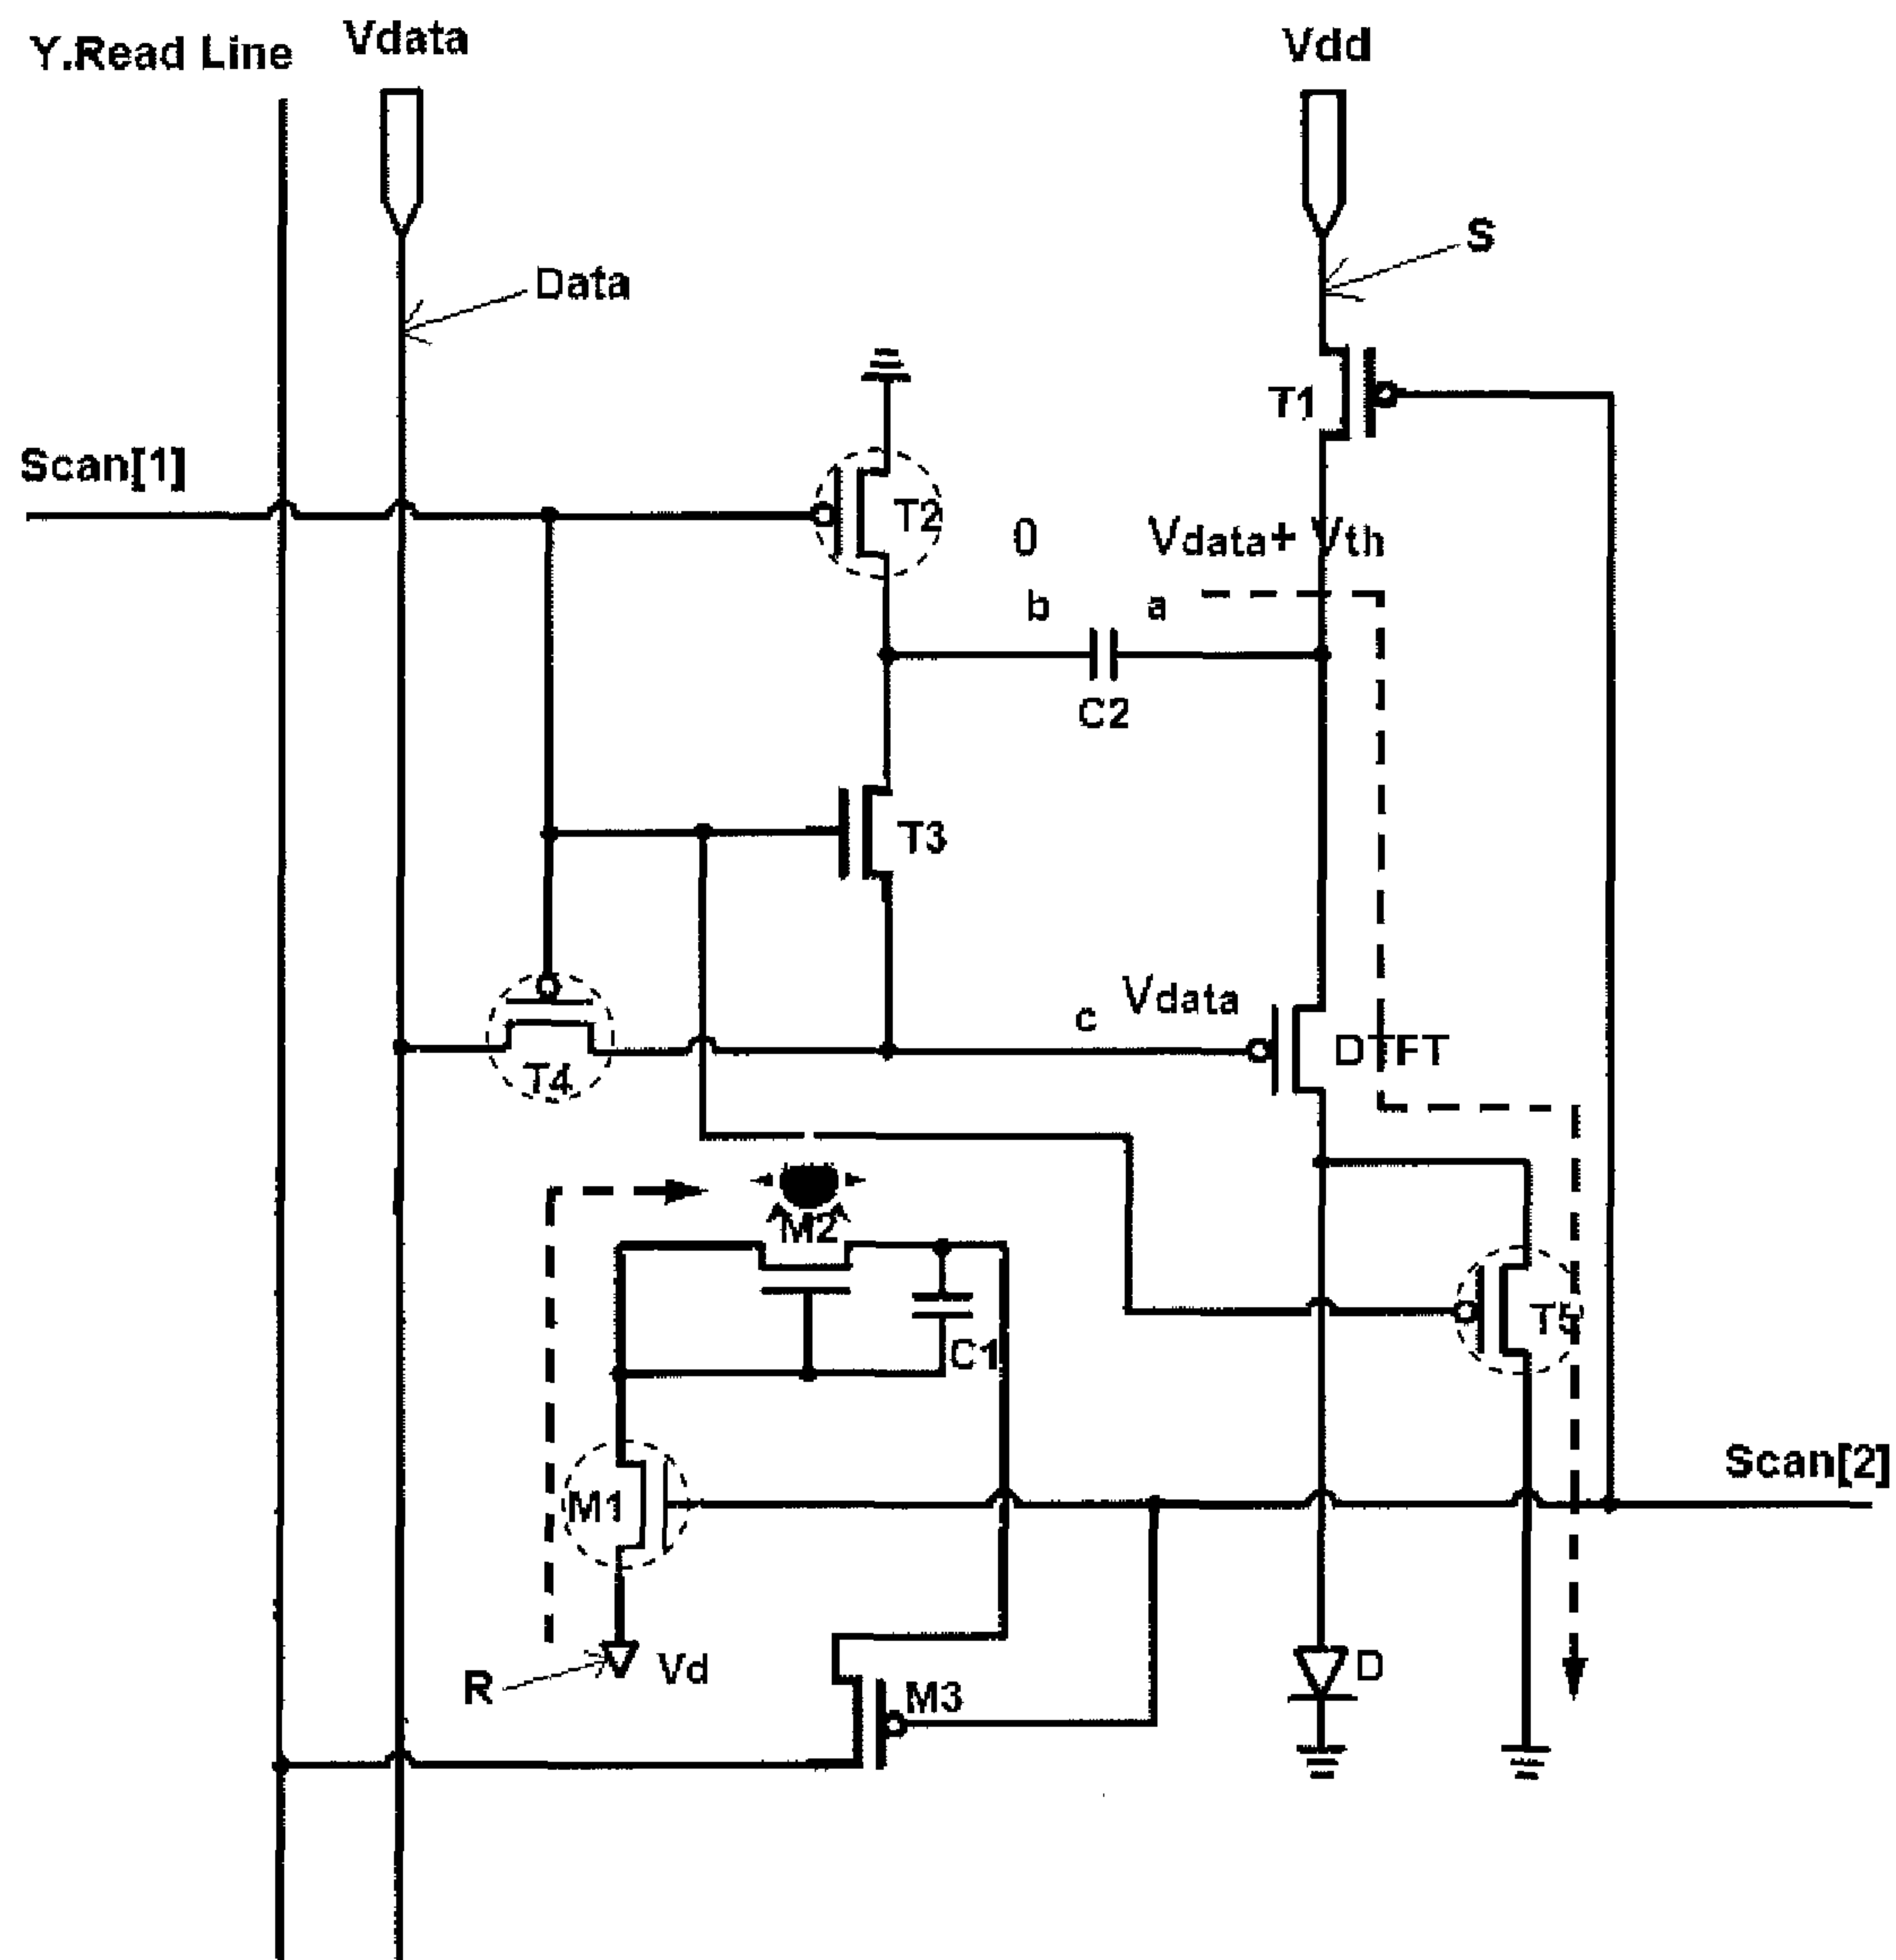 Y.Read Line
Vdata
Vdd
S
Data
T1
Scan[1]
T2
0
Vdata+ Vth
b
a
C2
T3
Vdata
c
DTFT
T4
M2
C1
T5
M1
Scan[2]
R
Vd
M3
D